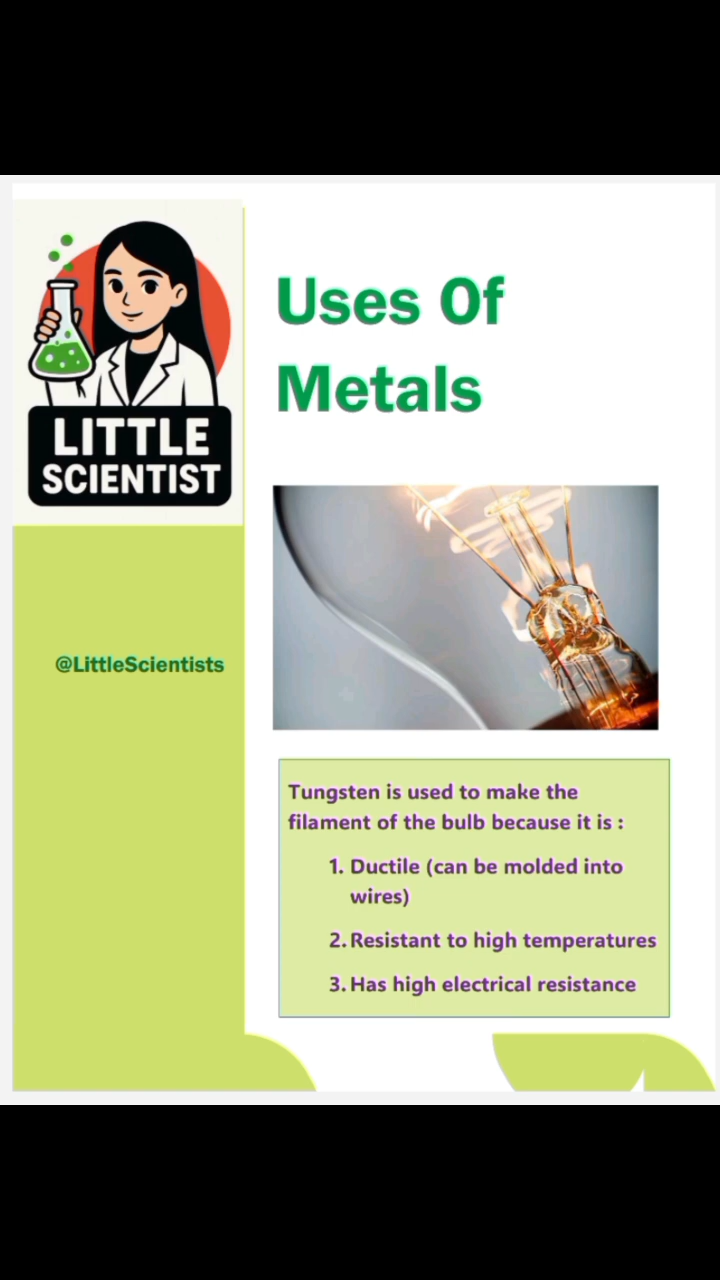 LITTLE
SCIENTIST
@LittleScientists
Uses Of
Metals
Tungsten is used to make the
filament of the bulb because it is :
1. Ductile (can be molded into
wires)
2. Resistant to high temperatures
3. Has high electrical resistance